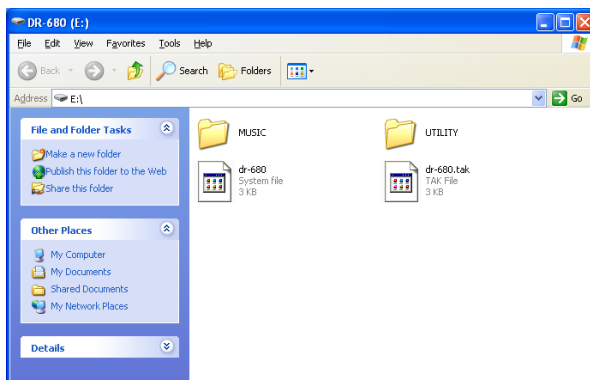 DR-680 (E:)
File Edit View Favorites Tools Help
Back Search Folders
Address E:\ Go
File and Folder Tasks
Make a new folder
Publish this folder to the Web
Share this folder
Other Places
My Computer
My Documents
Shared Documents
My Network Places
Details
MUSIC
UTILITY
dr-680
System file
3 KB
dr-680.tak
TAK File
3 KB